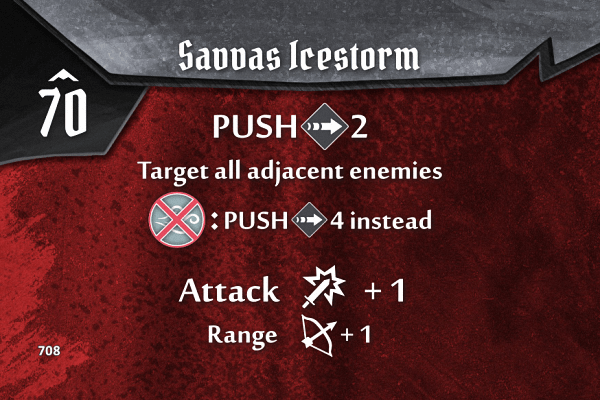 Savvas Icestorm
70
PUSH 2
Target all adjacent enemies
: PUSH 4 instead
Attack + 1
Range + 1
708